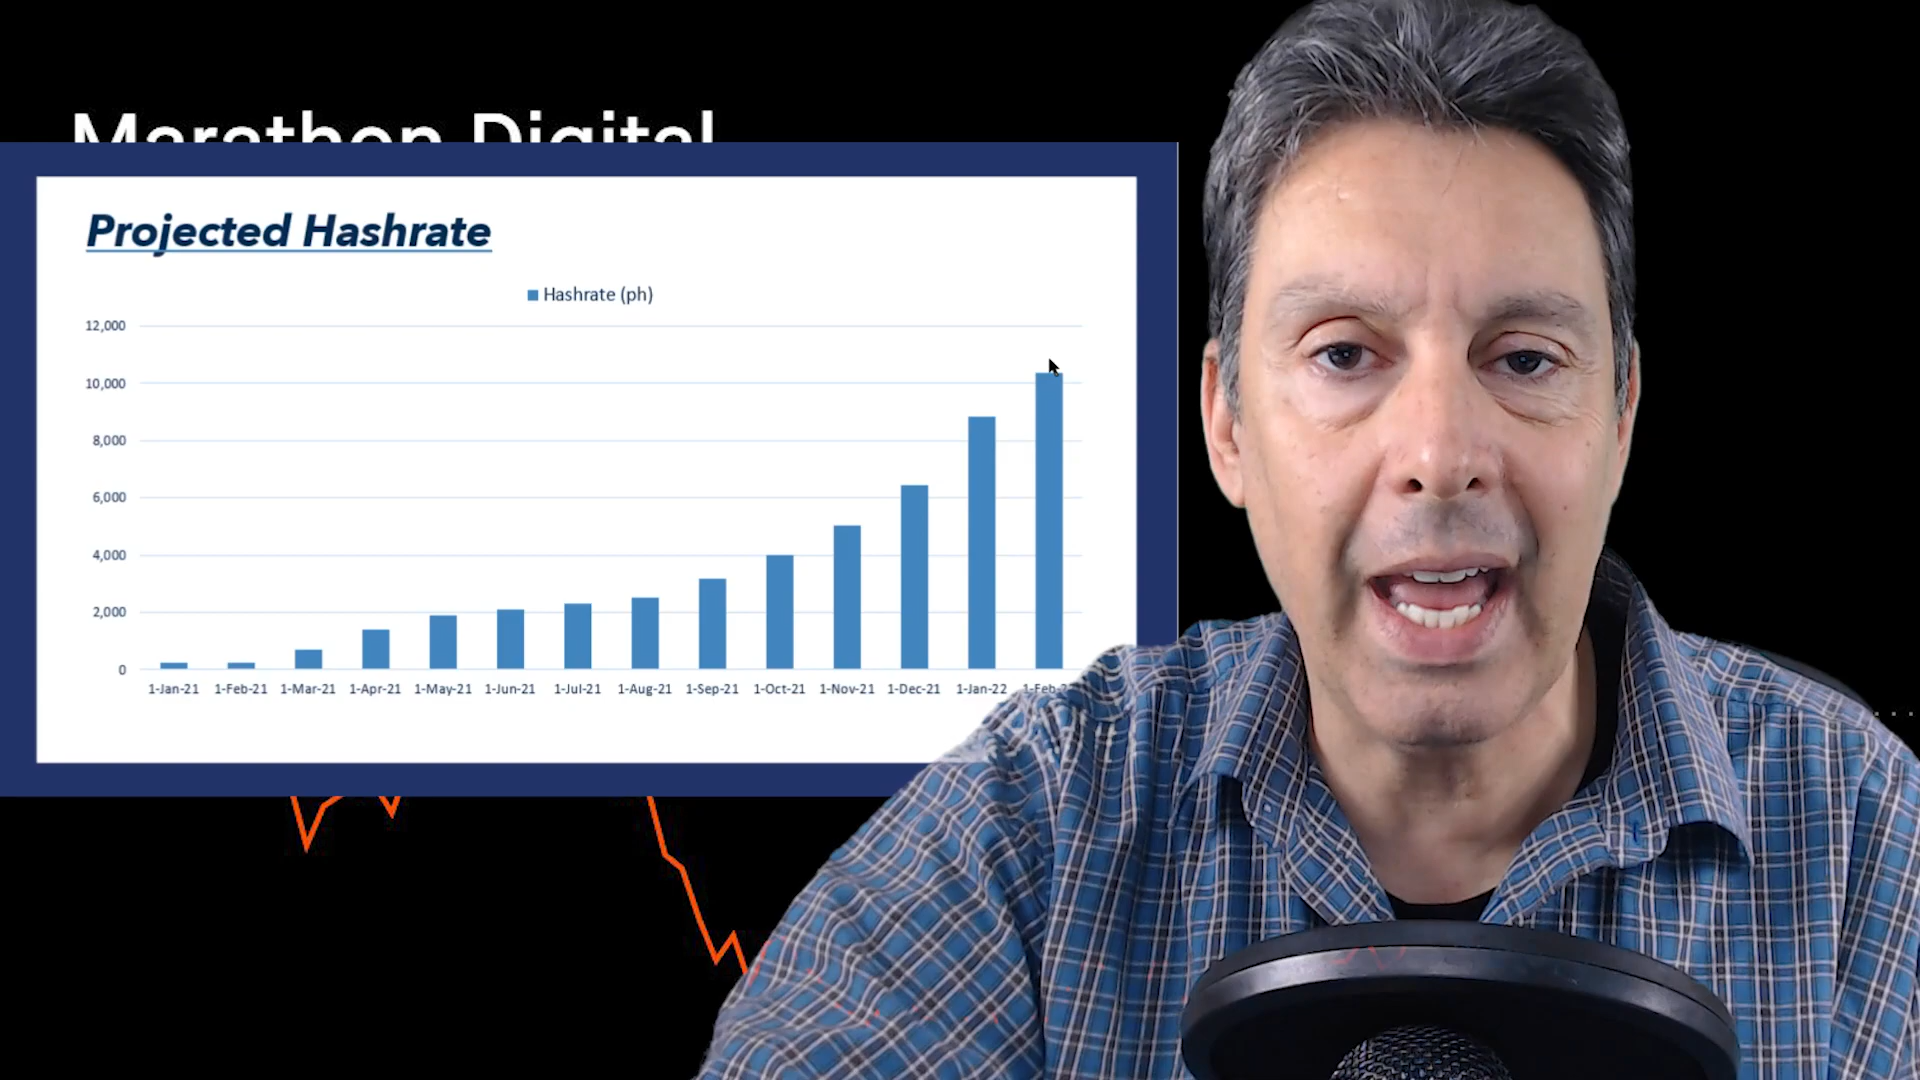 Marathon Digital
Projected Hashrate
Hashrate (ph)
12,000
10,000
8,000
6,000
4,000
2,000
0
1-Jan-21 1-Feb-21 1-Mar-21 1-Apr-21 1-May-21 1-Jun-21 1-Jul-21 1-Aug-21 1-Sep-21 1-Oct-21 1-Nov-21 1-Dec-21 1-Jan-22 1-Feb-2